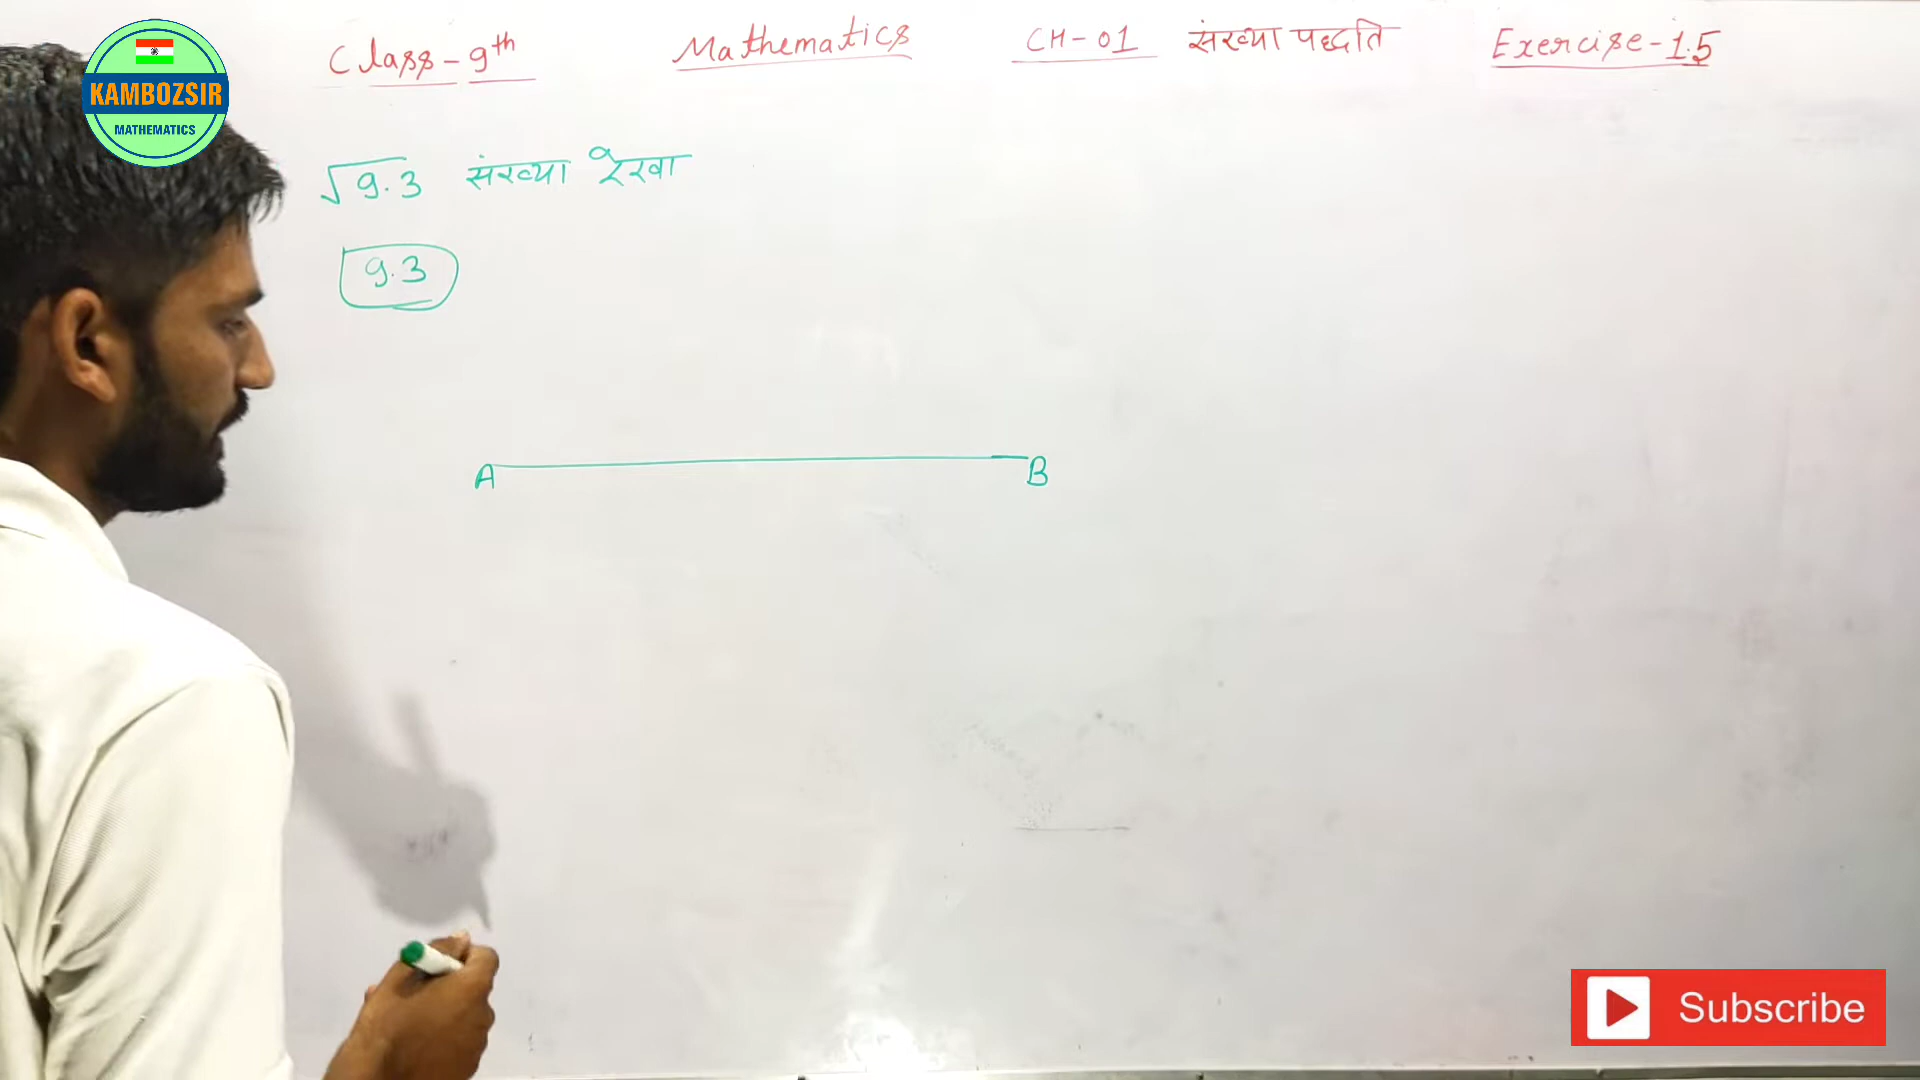 Class-9th Mathematics CH-01 संख्या पद्धति Exercise-1.5
KAMBOZSIR
MATHEMATICS
√9.3 संख्या रेखा
9.3
A B
Subscribe